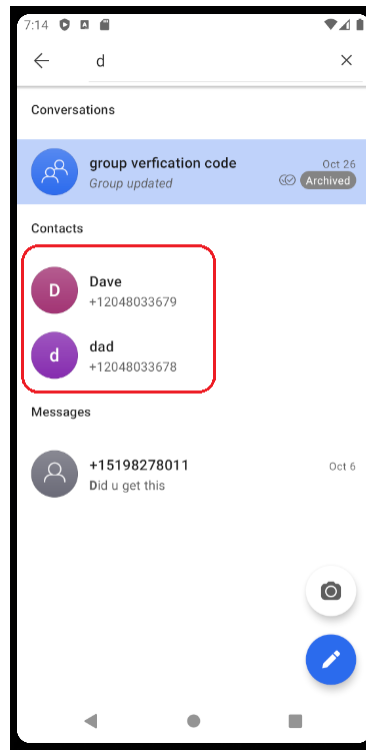 7:14
d
Conversations
group verfication code
Oct 26
Group updated
Archived
Contacts
D
Dave
+12048033679
d
dad
+12048033678
Messages
+15198278011
Oct 6
Did u get this